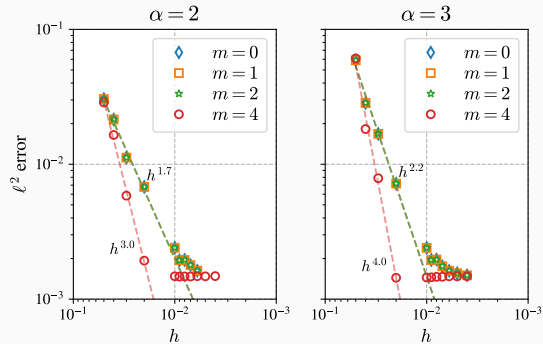 α = 2
α = 3
10⁻¹
m = 0
m = 1
m = 2
m = 4
m = 0
m = 1
m = 2
m = 4
ℓ² error
10⁻²
h^1.7
h^2.2
h^3.0
h^4.0
10⁻³
10⁻¹
10⁻²
10⁻³
10⁻¹
10⁻²
10⁻³
h
h